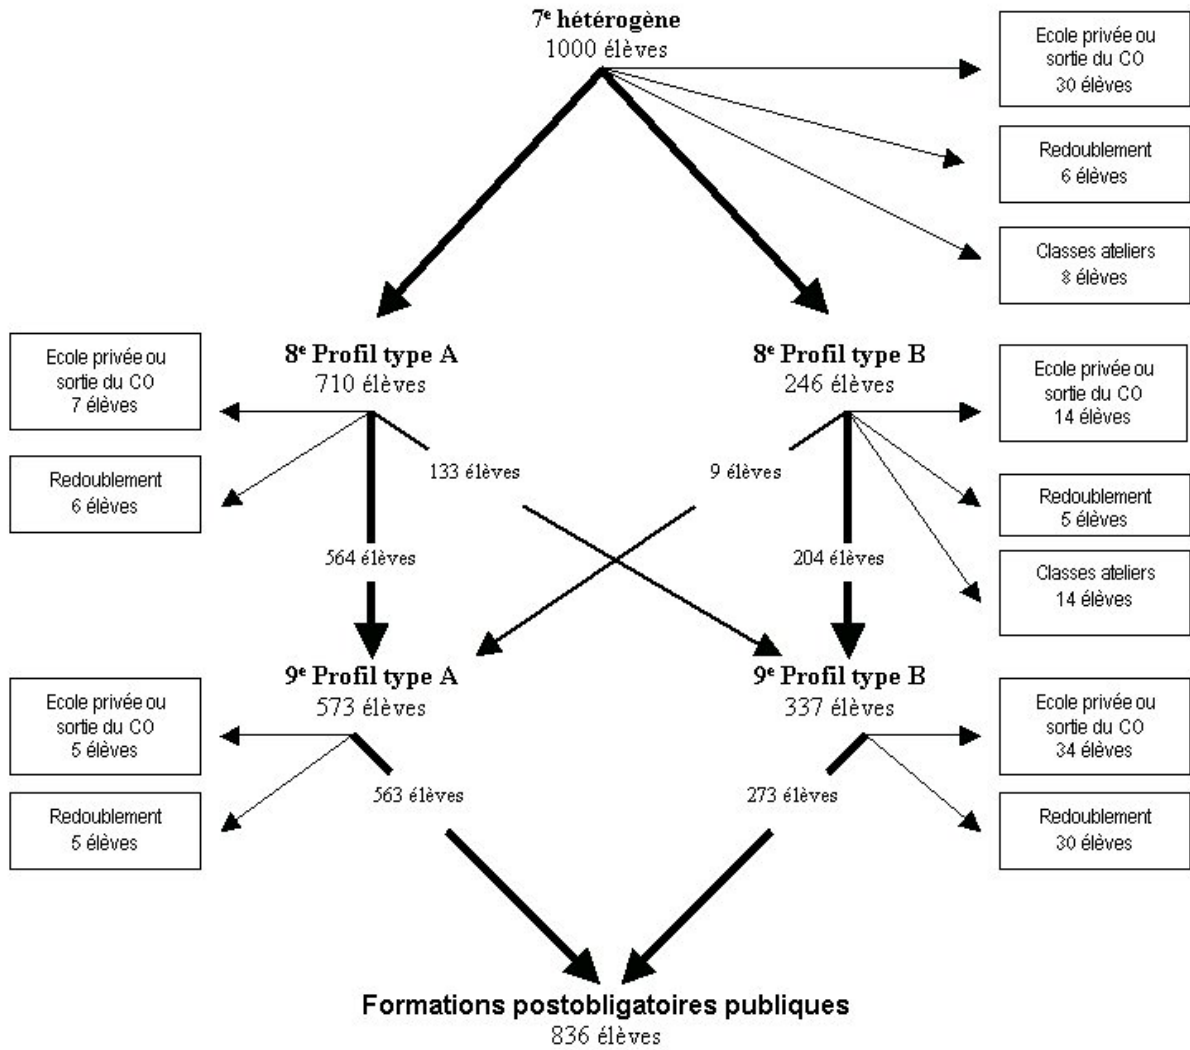 7e hétérogène
1000 élèves
Ecole privée ou
sortie du CO
30 élèves
Redoublement
6 élèves
Classes ateliers
8 élèves
8e Profil type A
710 élèves
8e Profil type B
246 élèves
Ecole privée ou
sortie du CO
7 élèves
Redoublement
6 élèves
133 élèves
9 élèves
564 élèves
204 élèves
Ecole privée ou
sortie du CO
14 élèves
Redoublement
5 élèves
Classes ateliers
14 élèves
9e Profil type A
573 élèves
9e Profil type B
337 élèves
Ecole privée ou
sortie du CO
5 élèves
Redoublement
5 élèves
563 élèves
273 élèves
Ecole privée ou
sortie du CO
34 élèves
Redoublement
30 élèves
Formations postobligatoires publiques
836 élèves